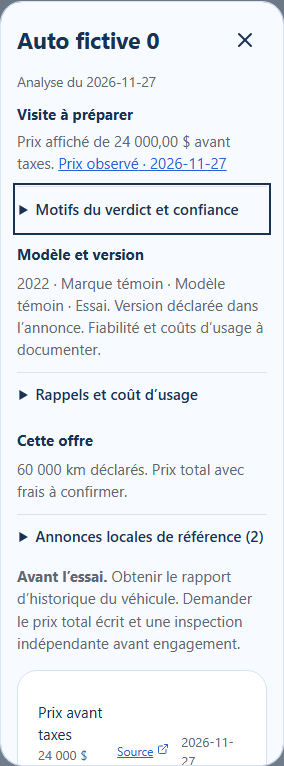 Auto fictive 0
Analyse du 2026-11-27
Visite à préparer
Prix affiché de 24 000,00 $ avant
taxes. Prix observé · 2026-11-27
Motifs du verdict et confiance
Modèle et version
2022 · Marque témoin · Modèle
témoin · Essai. Version déclarée dans
l’annonce. Fiabilité et coûts d’usage à
documenter.
Rappels et coût d’usage
Cette offre
60 000 km déclarés. Prix total avec
frais à confirmer.
Annonces locales de référence (2)
Avant l’essai. Obtenir le rapport
d’historique du véhicule. Demander
le prix total écrit et une inspection
indépendante avant engagement.
Prix avant
taxes
24 000 $
Source
2026-11-
27